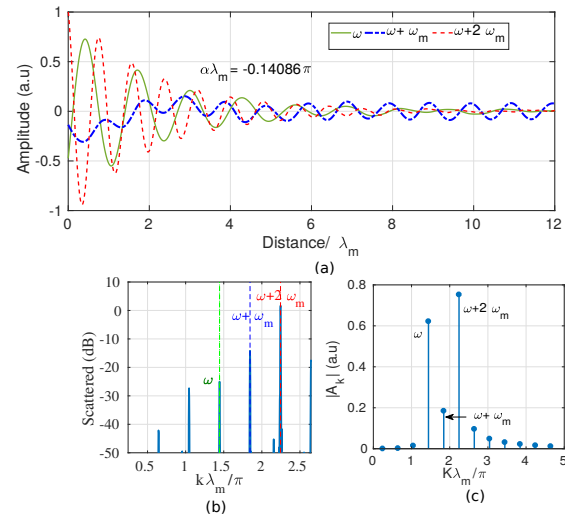 1
0.5
0
-0.5
-1
Amplitude (a.u)
ω ω+ ω_m ω+2 ω_m
αλ_m = -0.14086π
0 2 4 6 8 10 12
Distance/ λ_m
(a)
10
0
-10
-20
-30
-40
-50
Scattered (dB)
ω
ω+ ω_m
ω+2 ω_m
0.5 1 1.5 2 2.5
kλ_m/π
(b)
0.8
0.6
0.4
0.2
0
|A_k| (a.u)
ω
ω+2 ω_m
ω+ ω_m
0 1 2 3 4 5
Kλ_m/π
(c)